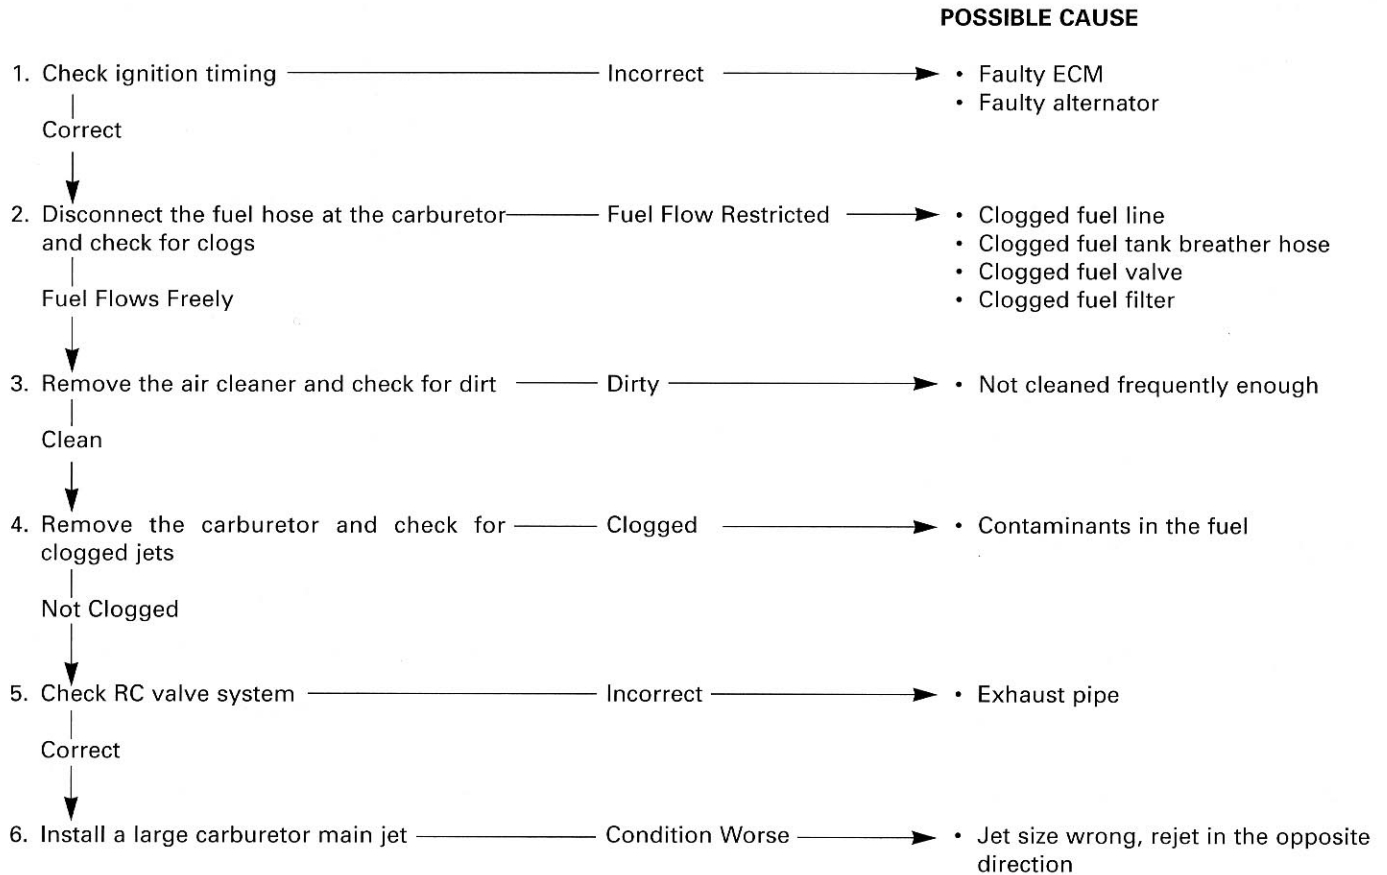 POSSIBLE CAUSE
1. Check ignition timing Incorrect • Faulty ECM
• Faulty alternator
Correct
2. Disconnect the fuel hose at the carburetor Fuel Flow Restricted • Clogged fuel line
and check for clogs • Clogged fuel tank breather hose
• Clogged fuel valve
Fuel Flows Freely • Clogged fuel filter
3. Remove the air cleaner and check for dirt Dirty • Not cleaned frequently enough
Clean
4. Remove the carburetor and check for Clogged • Contaminants in the fuel
clogged jets
Not Clogged
5. Check RC valve system Incorrect • Exhaust pipe
Correct
6. Install a large carburetor main jet Condition Worse • Jet size wrong, rejet in the opposite
direction